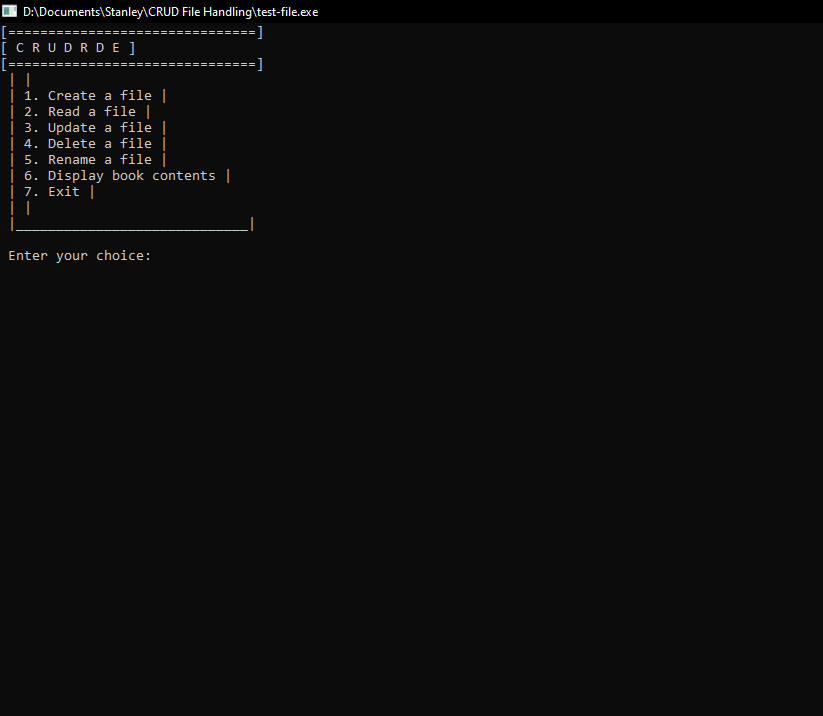 D:\Documents\Stanley\CRUD File Handling\test-file.exe
[===============================]
[ C R U D R D E ]
[===============================]
| |
| 1. Create a file |
| 2. Read a file |
| 3. Update a file |
| 4. Delete a file |
| 5. Rename a file |
| 6. Display book contents |
| 7. Exit |
| |
|_____________________________|
Enter your choice: